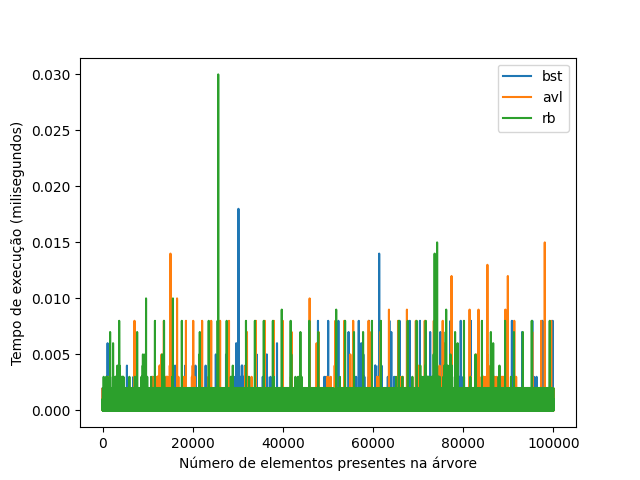 0.030
0.025
0.020
0.015
0.010
0.005
0.000
Tempo de execução (milisegundos)
bst
avl
rb
0 20000 40000 60000 80000 100000
Número de elementos presentes na árvore